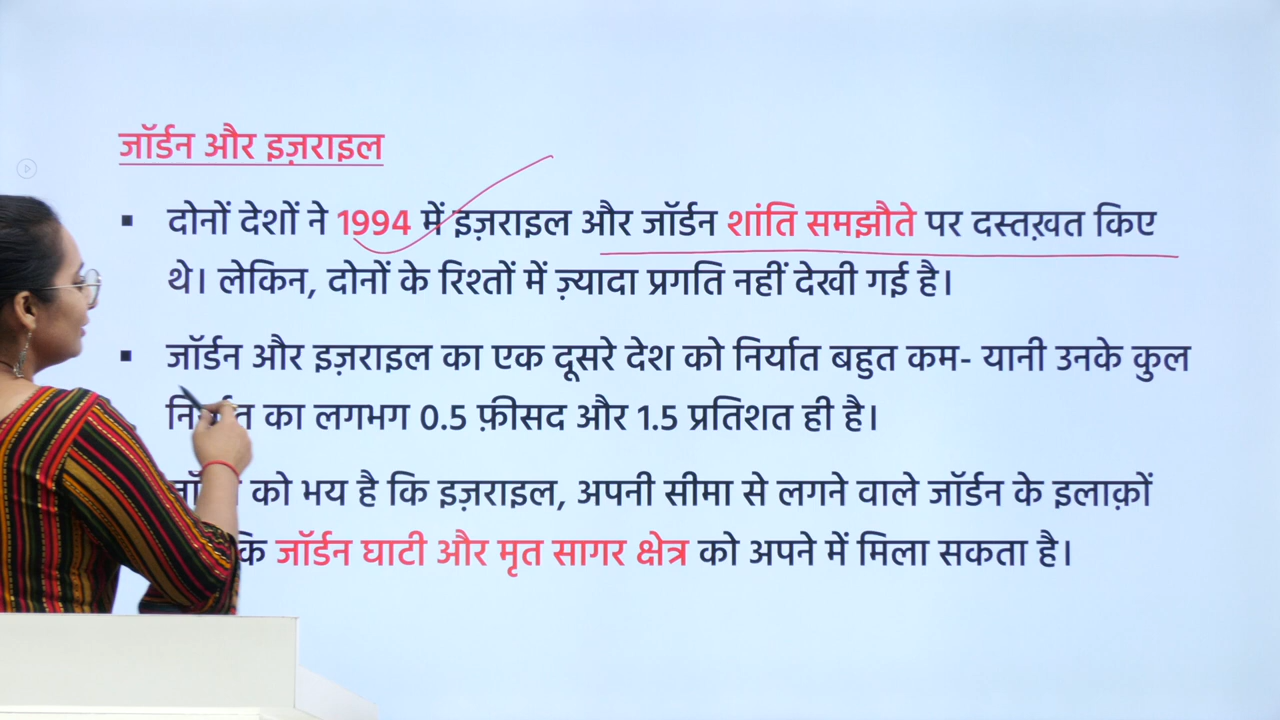 जॉर्डन और इज़राइल
▪ दोनों देशों ने 1994 में इज़राइल और जॉर्डन शांति समझौते पर दस्तख़त किए
थे। लेकिन, दोनों के रिश्तों में ज़्यादा प्रगति नहीं देखी गई है।
▪ जॉर्डन और इज़राइल का एक दूसरे देश को निर्यात बहुत कम- यानी उनके कुल
का लगभग 0.5 फ़ीसद और 1.5 प्रतिशत ही है।
को भय है कि इज़राइल, अपनी सीमा से लगने वाले जॉर्डन के इलाक़ों
कि जॉर्डन घाटी और मृत सागर क्षेत्र को अपने में मिला सकता है।